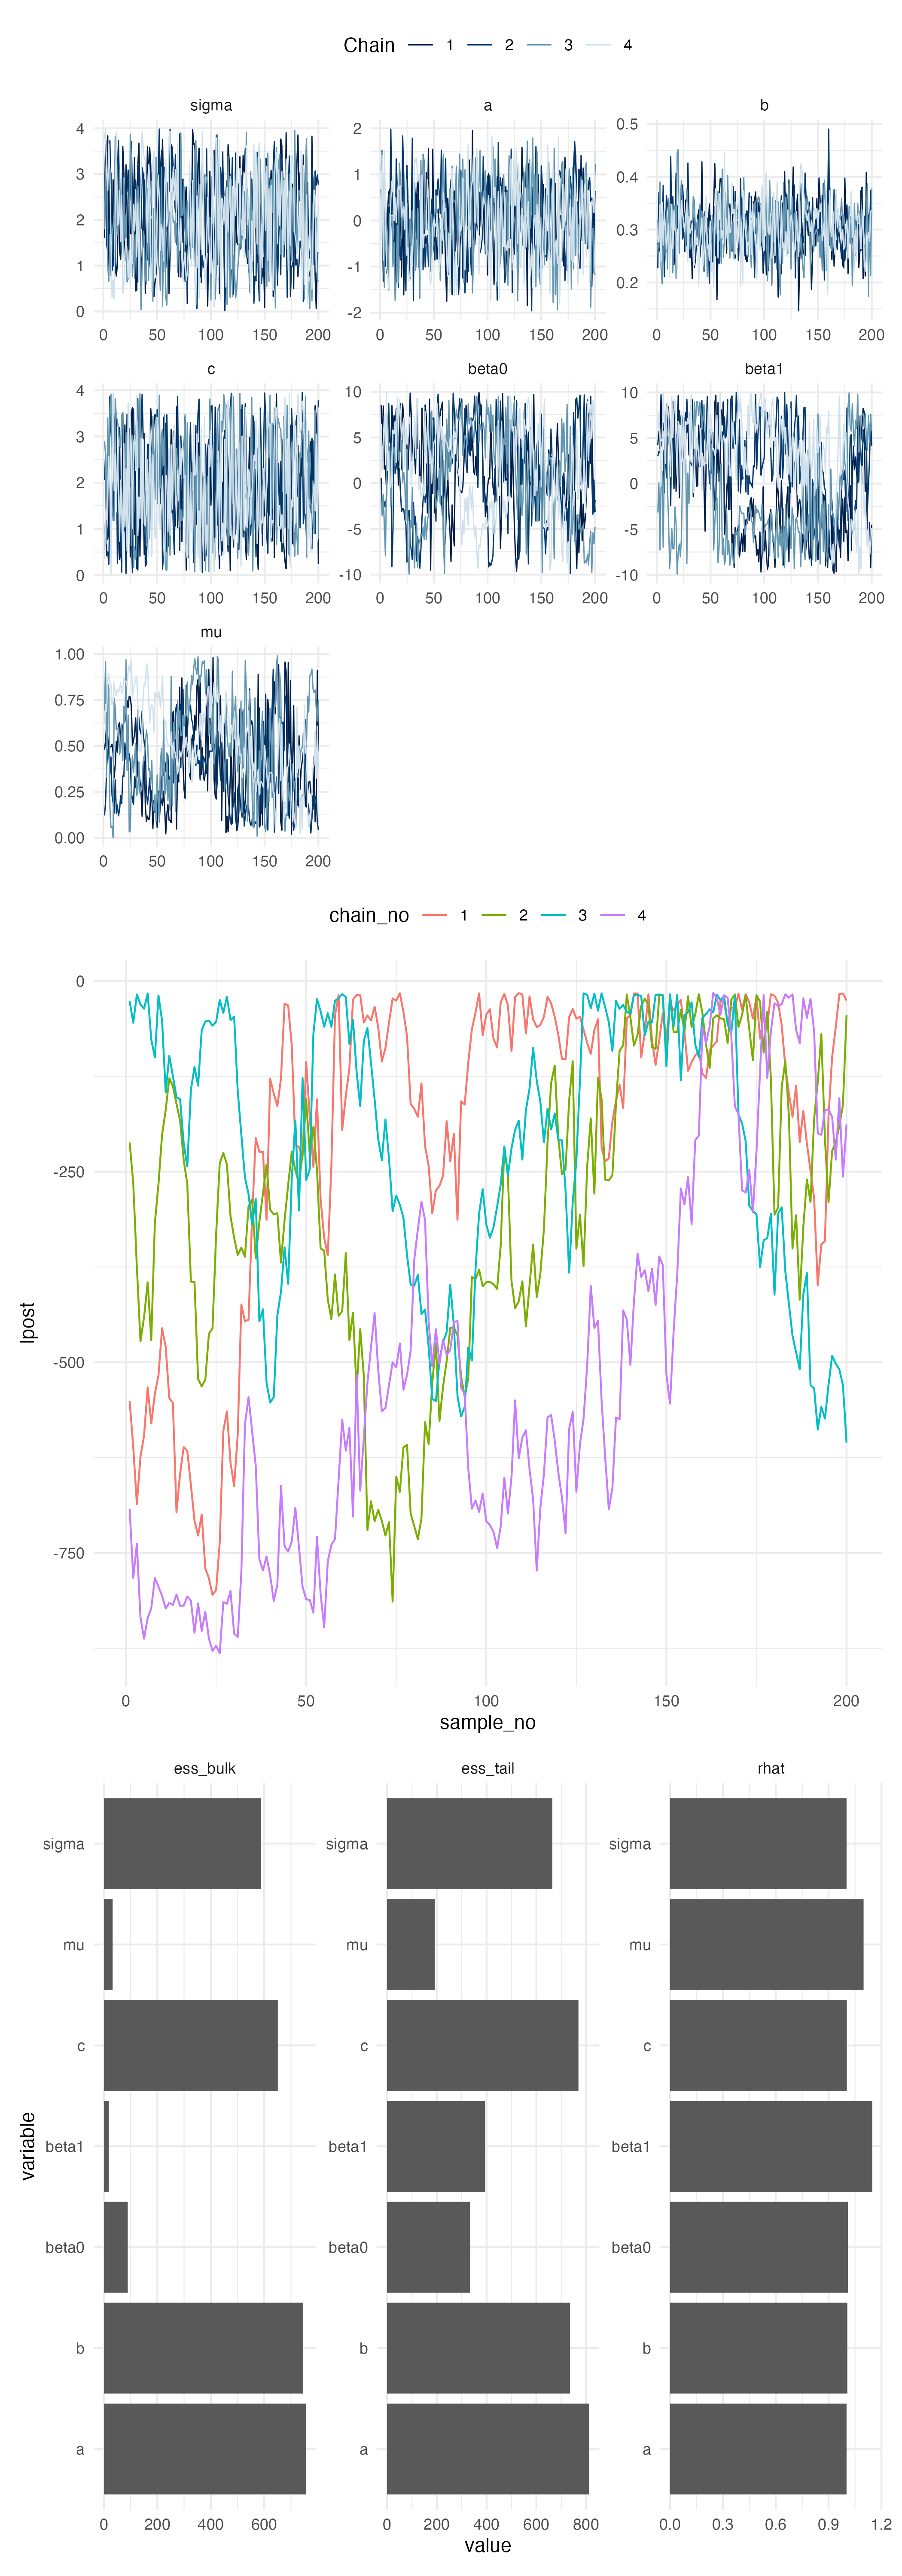 Chain 1 2 3 4
sigma a b
4
3
2
1
0
2
1
0
-1
-2
0.5
0.4
0.3
0.2
0 50 100 150 200 0 50 100 150 200 0 50 100 150 200
c beta0 beta1
4
3
2
1
0
10
5
0
-5
-10
10
5
0
-5
-10
0 50 100 150 200 0 50 100 150 200 0 50 100 150 200
mu
1.00
0.75
0.50
0.25
0.00
0 50 100 150 200
chain_no 1 2 3 4
0
-250
-500
-750
lpost
0 50 100 150 200
sample_no
ess_bulk ess_tail rhat
sigma sigma sigma
mu mu mu
c c c
variable
beta1 beta1 beta1
beta0 beta0 beta0
b b b
a a a
0 200 400 600 0 200 400 600 800 0.0 0.3 0.6 0.9 1.2
value